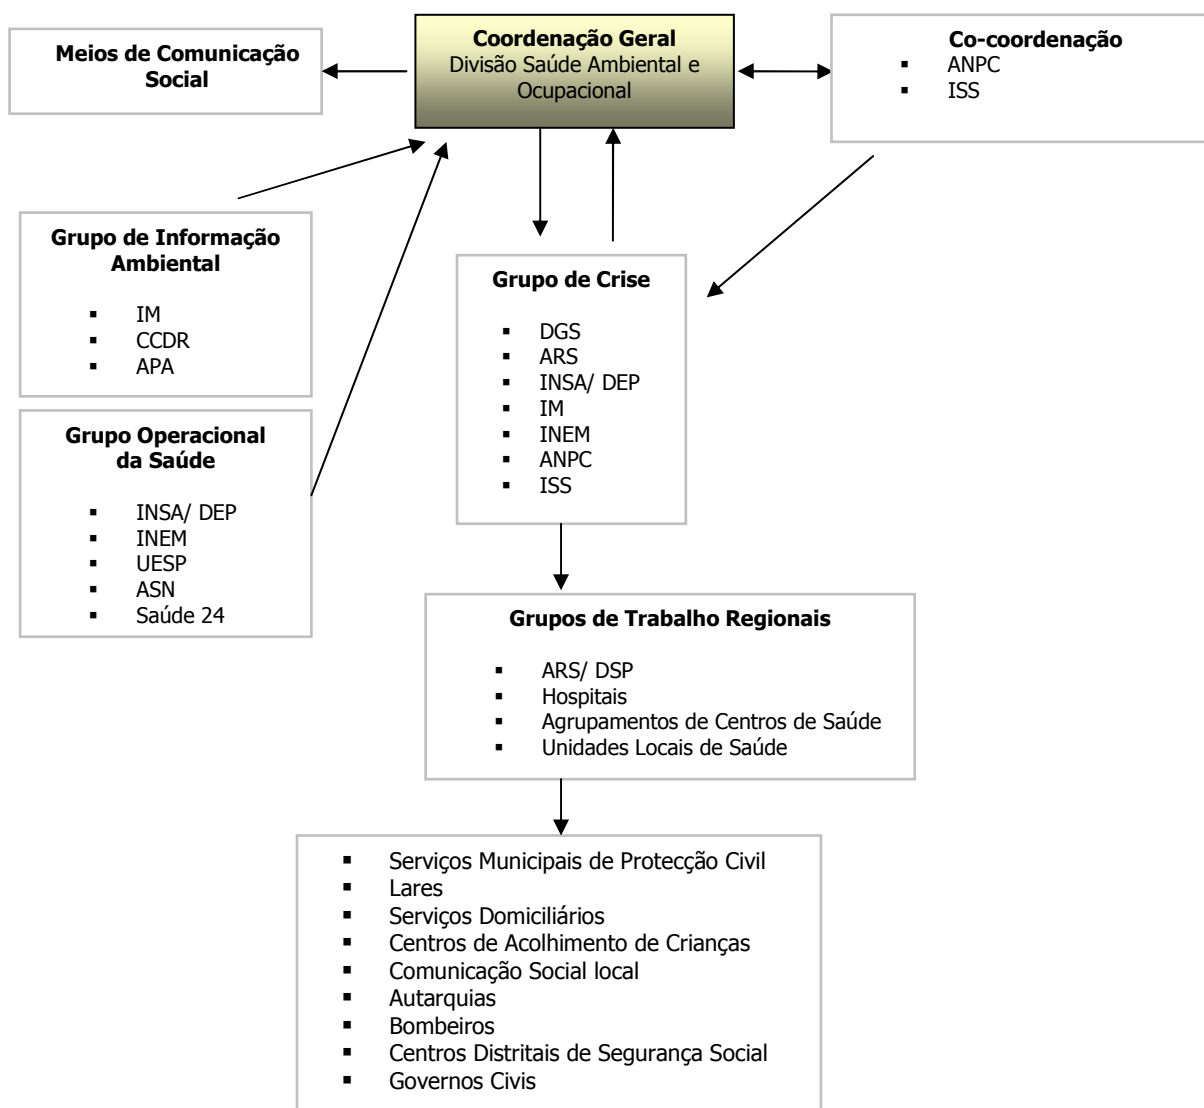 Meios de Comunicação
Social
Coordenação Geral
Divisão Saúde Ambiental e
Ocupacional
Co-coordenação
▪ ANPC
▪ ISS
Grupo de Informação
Ambiental
▪ IM
▪ CCDR
▪ APA
Grupo de Crise
▪ DGS
▪ ARS
▪ INSA/ DEP
▪ IM
▪ INEM
▪ ANPC
▪ ISS
Grupo Operacional
da Saúde
▪ INSA/ DEP
▪ INEM
▪ UESP
▪ ASN
▪ Saúde 24
Grupos de Trabalho Regionais
▪ ARS/ DSP
▪ Hospitais
▪ Agrupamentos de Centros de Saúde
▪ Unidades Locais de Saúde
▪ Serviços Municipais de Protecção Civil
▪ Lares
▪ Serviços Domiciliários
▪ Centros de Acolhimento de Crianças
▪ Comunicação Social local
▪ Autarquias
▪ Bombeiros
▪ Centros Distritais de Segurança Social
▪ Governos Civis